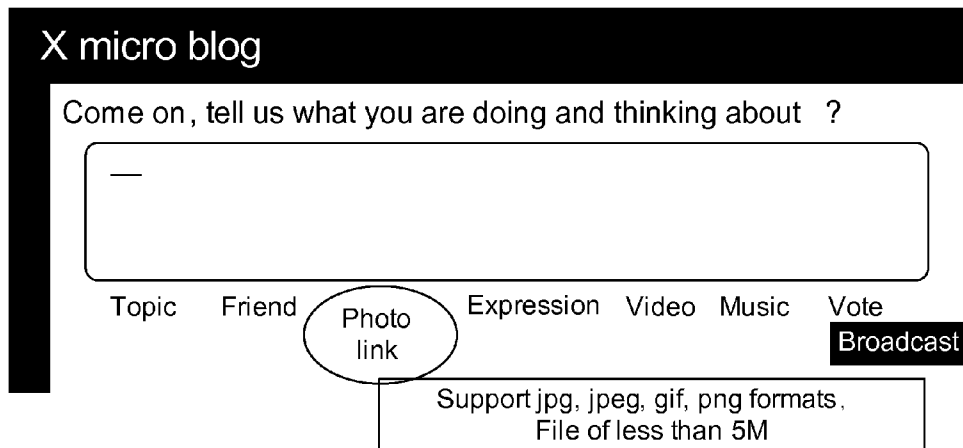 X micro blog
Come on, tell us what you are doing and thinking about ?
Topic Friend Photo link Expression Video Music Vote
Broadcast
Support jpg, jpeg, gif, png formats,
File of less than 5M